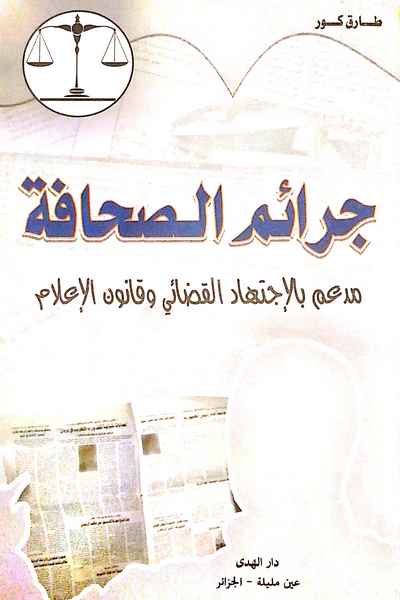 طارق كور
جرائم الصحافة
مدعم بالإجتهاد القضائي وقانون الإعلام
دار الهدى
عين مليلة - الجزائر